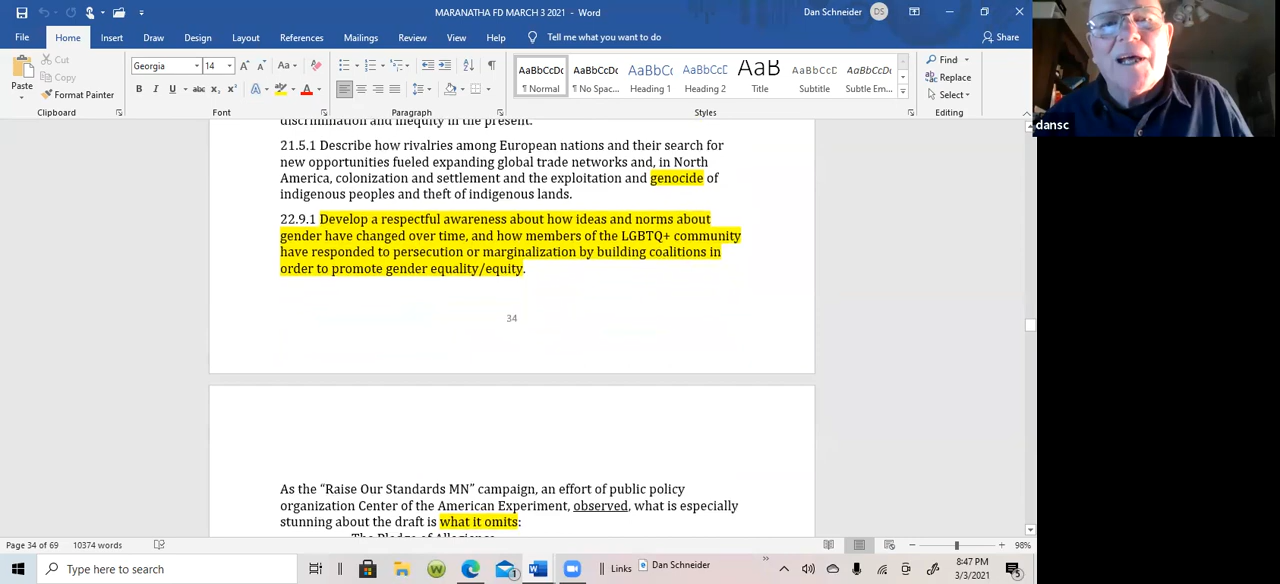 MARANATHA FD MARCH 3 2021 - Word
Dan Schneider DS
File Home Insert Draw Design Layout References Mailings Review View Help Tell me what you want to do Share
Paste
Cut
Copy
Format Painter
Clipboard
Georgia 14
Font
Paragraph
AaBbCcDc AaBbCcDc AaBbCc AaBbCcC AaB AaBbCcD AaBbCcDc
¶ Normal ¶ No Spac... Heading 1 Heading 2 Title Subtitle Subtle Em...
Styles
Find
Replace
Select
Editing
dansc
discrimination and inequity in the present.
21.5.1 Describe how rivalries among European nations and their search for
new opportunities fueled expanding global trade networks and, in North
America, colonization and settlement and the exploitation and genocide of
indigenous peoples and theft of indigenous lands.
22.9.1 Develop a respectful awareness about how ideas and norms about
gender have changed over time, and how members of the LGBTQ+ community
have responded to persecution or marginalization by building coalitions in
order to promote gender equality/equity.
34
As the “Raise Our Standards MN” campaign, an effort of public policy
organization Center of the American Experiment, observed, what is especially
stunning about the draft is what it omits:
The Pledge of Allegiance
Page 34 of 69 10374 words
98%
Type here to search
Links Dan Schneider
8:47 PM
3/3/2021